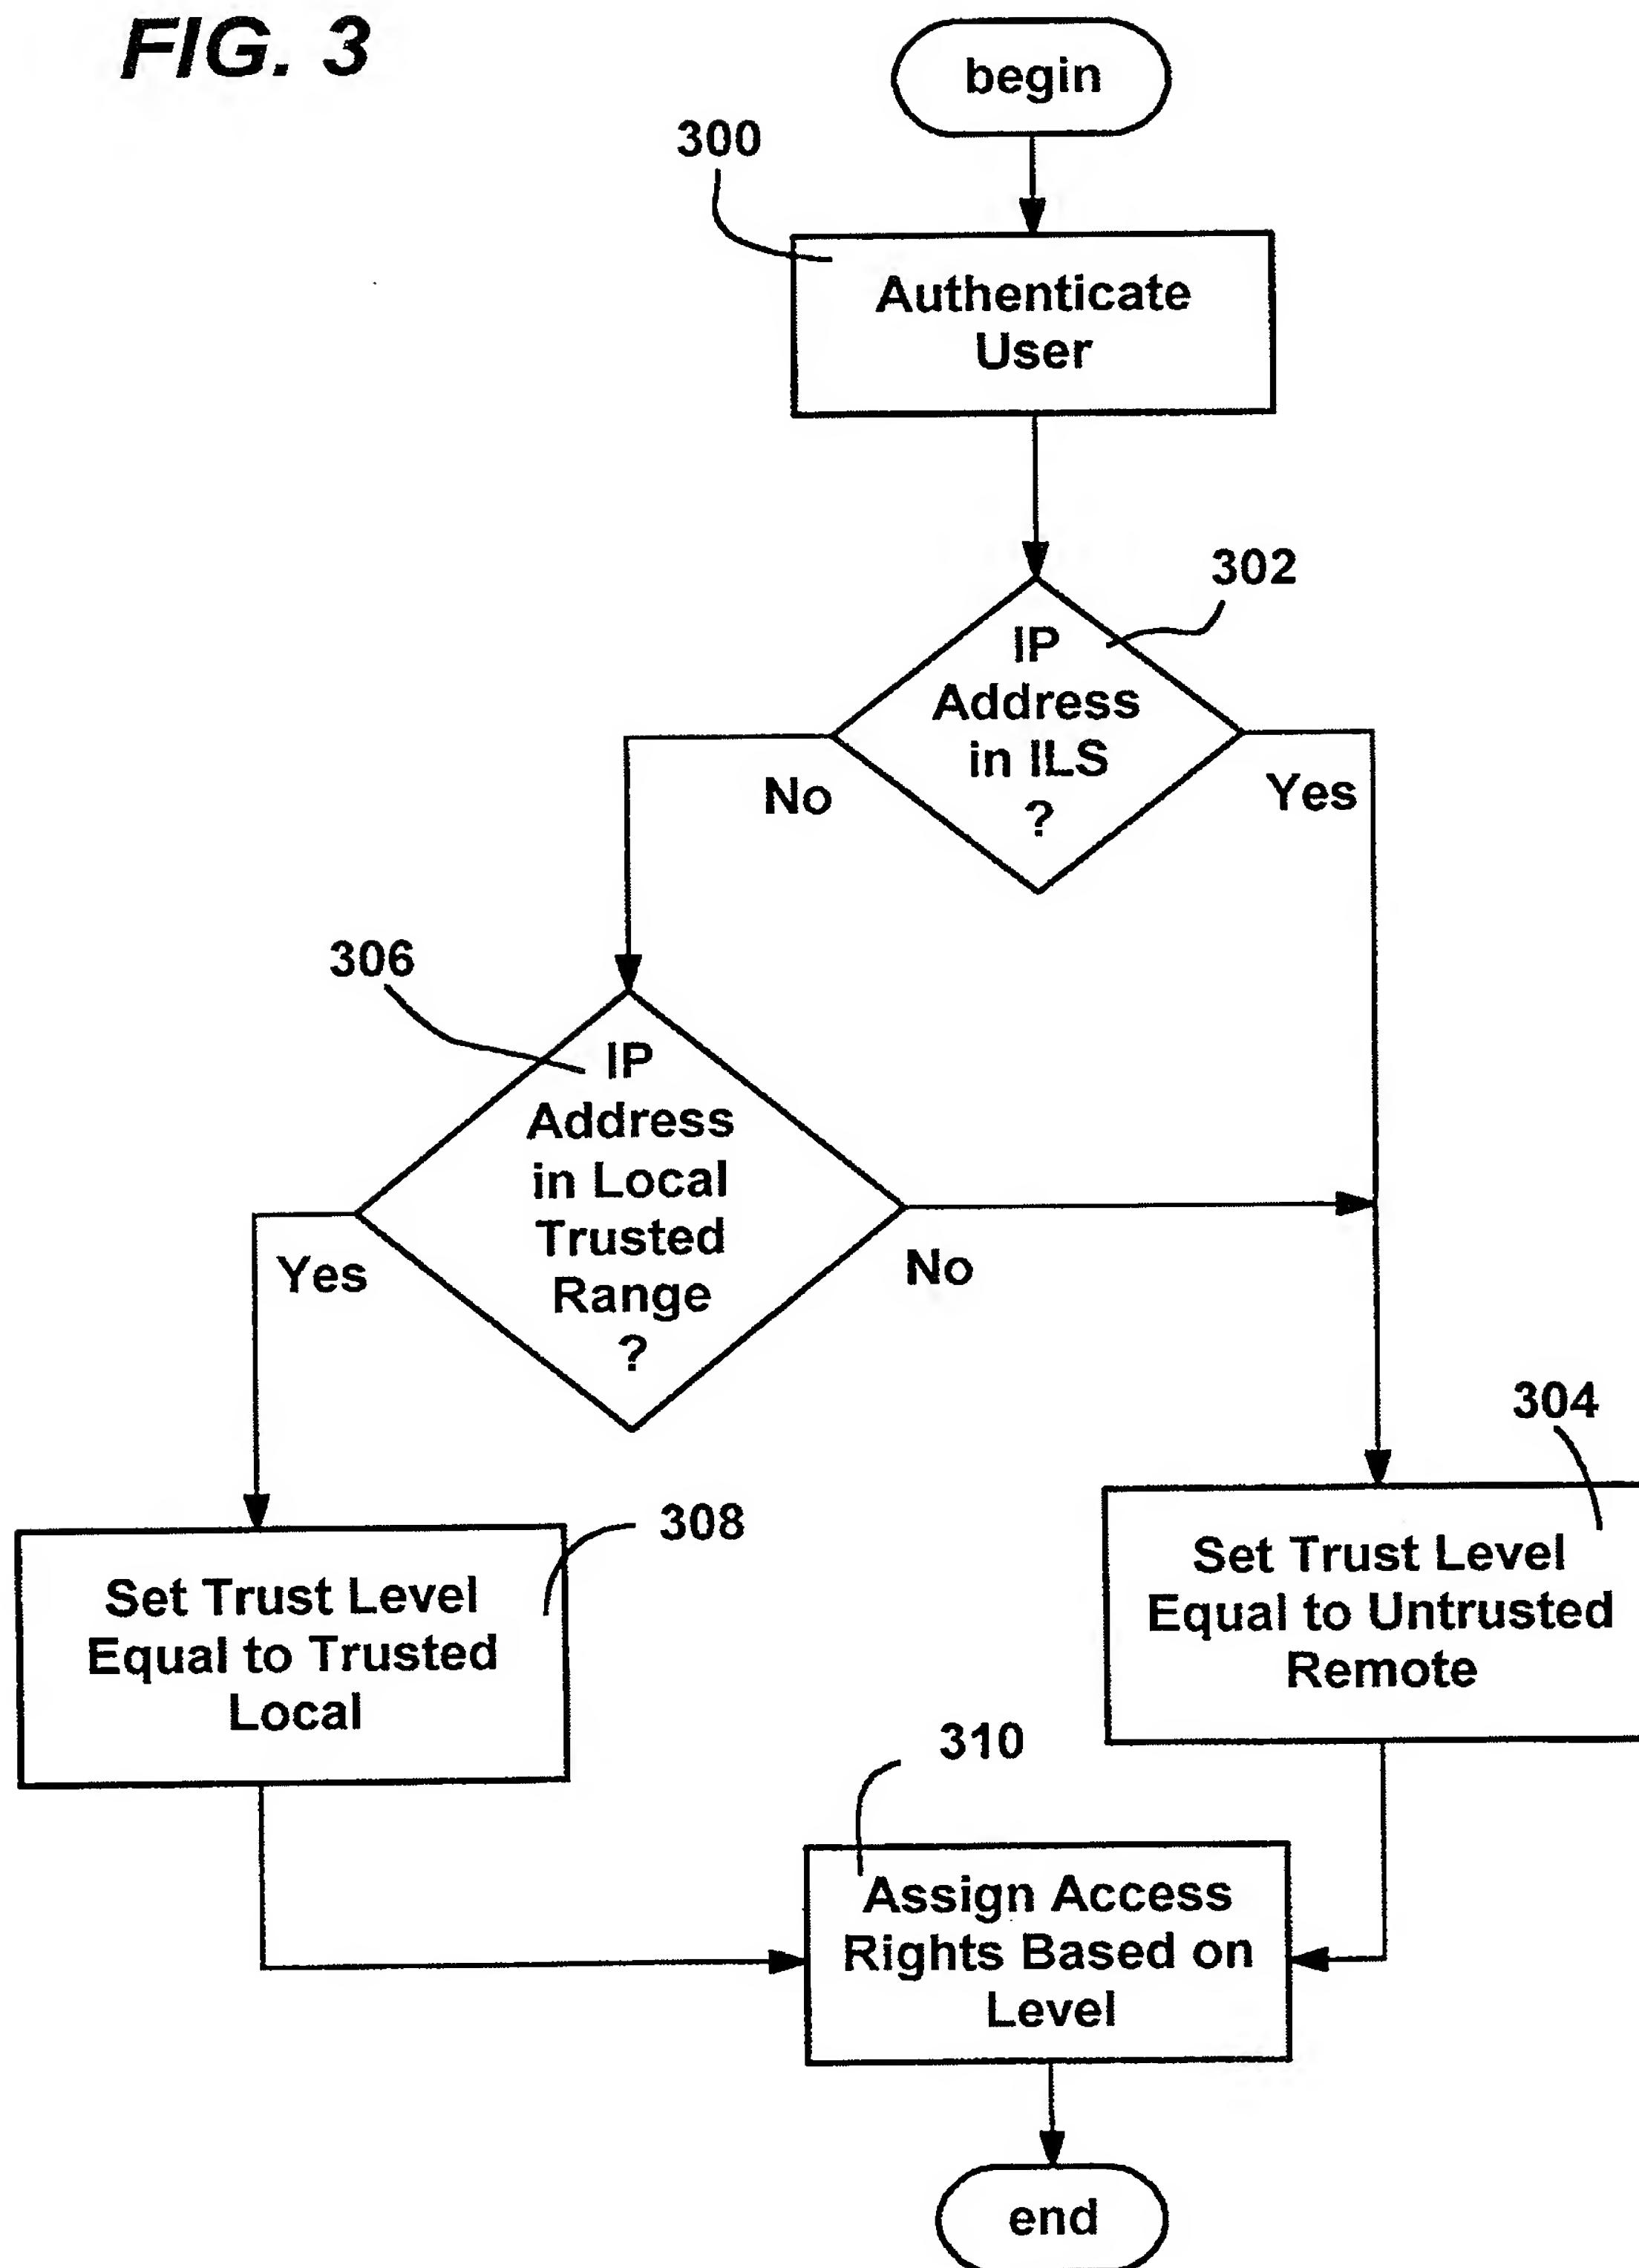 FIG. 3
begin
300
Authenticate
User
302
IP
Address
in ILS
?
No
Yes
306
IP
Address
in Local
Trusted
Range
?
Yes
No
304
308
Set Trust Level
Equal to Trusted
Local
Set Trust Level
Equal to Untrusted
Remote
310
Assign Access
Rights Based on
Level
end